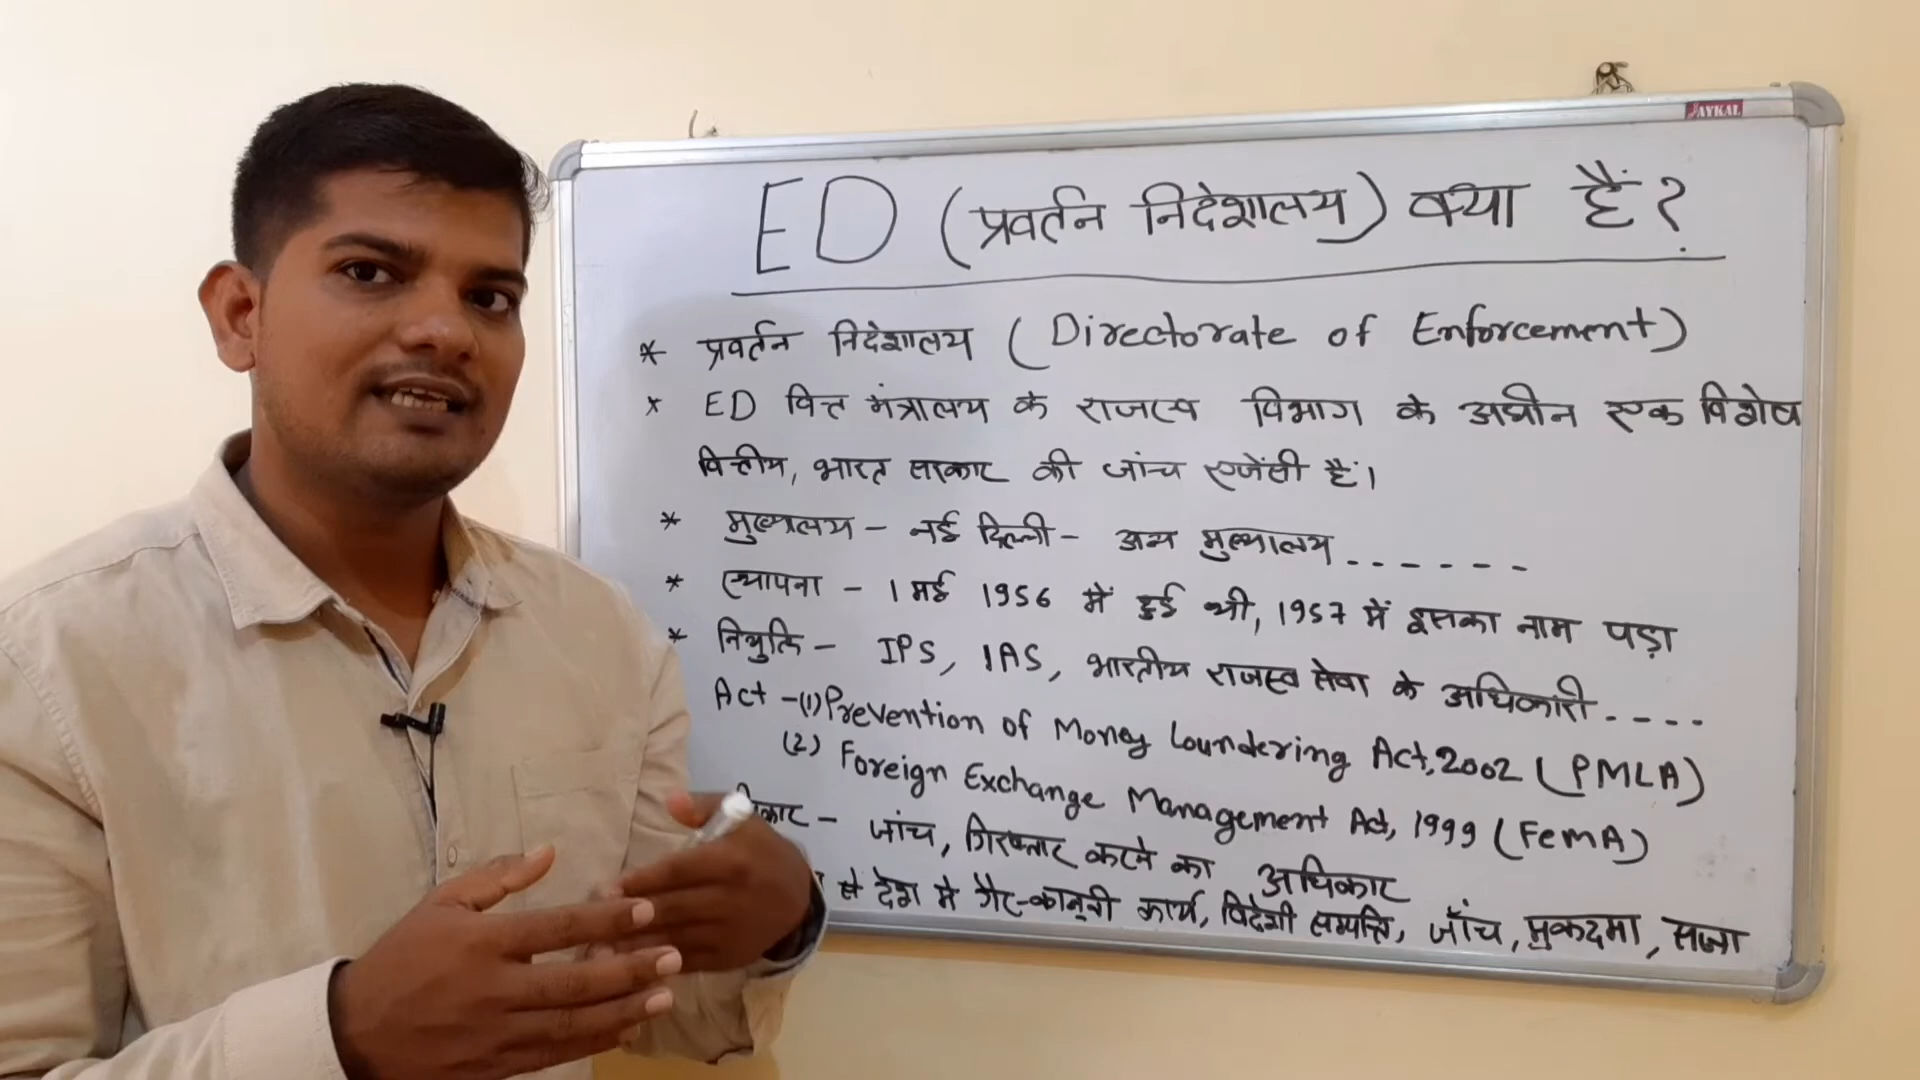 JAYKAL
ED (प्रवर्तन निदेशालय) क्या हैं?
* प्रवर्तन निदेशालय (Directorate of Enforcement)
* ED वित्त मंत्रालय के राजस्व विभाग के अधीन एक विशेष
वित्तीय, भारत सरकार की जांच एजेंसी हैं।
* मुख्यालय - नई दिल्ली - अन्य मुख्यालय . . . . . .
* स्थापना - 1 मई 1956 में हुई थी, 1957 में इसका नाम पड़ा
* नियुक्ति - IPS, IAS, भारतीय राजस्व सेवा के अधिकारी. - - -
Act - (1) Prevention of Money Loundering Act, 2002 (PMLA)
(2) Foreign Exchange Management Act, 1999 (FeMA)
- जांच, गिरफ्तार करने का अधिकार
से देश मे गैर-कानूनी कार्य, विदेशी सम्पत्ति, जाँच, मुकदमा, सजा